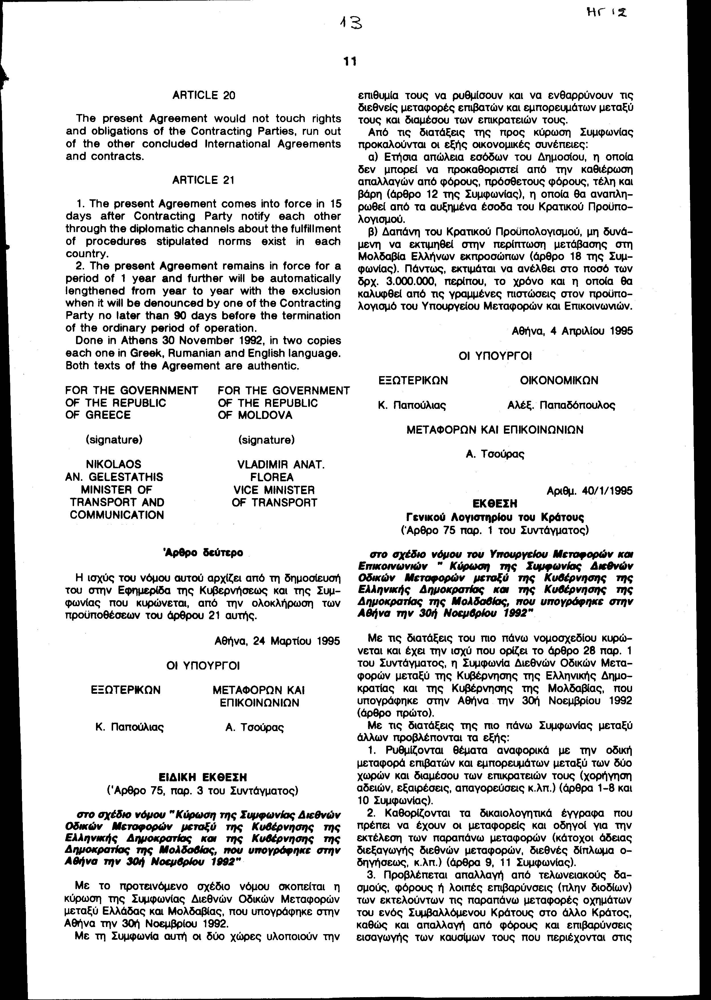 13
ΗΓ 12
11
ARTICLE 20
The present Agreement would not touch rights
and obligations of the Contracting Parties, run out
of the other concluded International Agreements
and contracts.
ARTICLE 21
1. The present Agreement comes into force in 15
days after Contracting Party notify each other
through the diplomatic channels about the fulfillment
of procedures stipulated norms exist in each
country.
2. The present Agreement remains in force for a
period of 1 year and further will be automatically
lengthened from year to year with the exclusion
when it will be denounced by one of the Contracting
Party no later than 90 days before the termination
of the ordinary period of operation.
Done in Athens 30 November 1992, in two copies
each one in Greek, Rumanian and English language.
Both texts of the Agreement are authentic.
FOR THE GOVERNMENT FOR THE GOVERNMENT
OF THE REPUBLIC OF THE REPUBLIC
OF GREECE OF MOLDOVA
(signature) (signature)
NIKOLAOS VLADIMIR ANAT.
AN. GELESTATHIS FLOREA
MINISTER OF VICE MINISTER
TRANSPORT AND OF TRANSPORT
COMMUNICATION
Άρθρο δεύτερο
Η ισχύς του νόμου αυτού αρχίζει από τη δημοσίευσή
του στην Εφημερίδα της Κυβερνήσεως και της Συμ-
φωνίας που κυρώνεται, από την ολοκλήρωση των
προϋποθέσεων του άρθρου 21 αυτής.
Αθήνα, 24 Μαρτίου 1995
ΟΙ ΥΠΟΥΡΓΟΙ
ΕΞΩΤΕΡΙΚΩΝ ΜΕΤΑΦΟΡΩΝ ΚΑΙ
ΕΠΙΚΟΙΝΩΝΙΩΝ
Κ. Παπούλιας Α. Τσούρας
ΕΙΔΙΚΗ ΕΚΘΕΣΗ
(Άρθρο 75, παρ. 3 του Συντάγματος)
στο σχέδιο νόμου "Κύρωση της Συμφωνίας Διεθνών
Οδικών Μεταφορών μεταξύ της Κυβέρνησης της
Ελληνικής Δημοκρατίας και της Κυβέρνησης της
Δημοκρατίας της Μολδαβίας, που υπογράφηκε στην
Αθήνα την 30ή Νοεμβρίου 1992"
Με το προτεινόμενο σχέδιο νόμου σκοπείται η
κύρωση της Συμφωνίας Διεθνών Οδικών Μεταφορών
μεταξύ Ελλάδας και Μολδαβίας, που υπογράφηκε στην
Αθήνα την 30ή Νοεμβρίου 1992.
Με τη Συμφωνία αυτή οι δύο χώρες υλοποιούν την
επιθυμία τους να ρυθμίσουν και να ενθαρρύνουν τις
διεθνείς μεταφορές επιβατών και εμπορευμάτων μεταξύ
τους και διαμέσου των επικρατειών τους.
Από τις διατάξεις της προς κύρωση Συμφωνίας
προκαλούνται οι εξής οικονομικές συνέπειες:
α) Ετήσια απώλεια εσόδων του Δημοσίου, η οποία
δεν μπορεί να προκαθοριστεί από την καθιέρωση
απαλλαγών από φόρους, πρόσθετους φόρους, τέλη και
βάρη (άρθρο 12 της Συμφωνίας), η οποία θα αναπλη-
ρωθεί από τα αυξημένα έσοδα του Κρατικού Προϋπο-
λογισμού.
β) Δαπάνη του Κρατικού Προϋπολογισμού, μη δυνά-
μενη να εκτιμηθεί στην περίπτωση μετάβασης στη
Μολδαβία Ελλήνων εκπροσώπων (άρθρο 18 της Συμ-
φωνίας). Πάντως, εκτιμάται να ανέλθει στο ποσό των
δρχ. 3.000.000, περίπου, το χρόνο και η οποία θα
καλυφθεί από τις γραμμένες πιστώσεις στον προϋπο-
λογισμό του Υπουργείου Μεταφορών και Επικοινωνιών.
Αθήνα, 4 Απριλίου 1995
ΟΙ ΥΠΟΥΡΓΟΙ
ΕΞΩΤΕΡΙΚΩΝ ΟΙΚΟΝΟΜΙΚΩΝ
Κ. Παπούλιας Αλέξ. Παπαδόπουλος
ΜΕΤΑΦΟΡΩΝ ΚΑΙ ΕΠΙΚΟΙΝΩΝΙΩΝ
Α. Τσούρας
Αριθμ. 40/1/1995
ΕΚΘΕΣΗ
Γενικού Λογιστηρίου του Κράτους
(Άρθρο 75 παρ. 1 του Συντάγματος)
στο σχέδιο νόμου του Υπουργείου Μεταφορών και
Επικοινωνιών " Κύρωση της Συμφωνίας Διεθνών
Οδικών Μεταφορών μεταξύ της Κυβέρνησης της
Ελληνικής Δημοκρατίας και της Κυβέρνησης της
Δημοκρατίας της Μολδαβίας, που υπογράφηκε στην
Αθήνα την 30ή Νοεμβρίου 1992"
Με τις διατάξεις του πιο πάνω νομοσχεδίου κυρώ-
νεται και έχει την ισχύ που ορίζει το άρθρο 28 παρ. 1
του Συντάγματος, η Συμφωνία Διεθνών Οδικών Μετα-
φορών μεταξύ της Κυβέρνησης της Ελληνικής Δημο-
κρατίας και της Κυβέρνησης της Μολδαβίας, που
υπογράφηκε στην Αθήνα την 30ή Νοεμβρίου 1992
(άρθρο πρώτο).
Με τις διατάξεις της πιο πάνω Συμφωνίας μεταξύ
άλλων προβλέπονται τα εξής:
1. Ρυθμίζονται θέματα αναφορικά με την οδική
μεταφορά επιβατών και εμπορευμάτων μεταξύ των δύο
χωρών και διαμέσου των επικρατειών τους (χορήγηση
αδειών, εξαιρέσεις, απαγορεύσεις κ.λπ.) (άρθρα 1-8 και
10 Συμφωνίας).
2. Καθορίζονται τα δικαιολογητικά έγγραφα που
πρέπει να έχουν οι μεταφορείς και οδηγοί για την
εκτέλεση των παραπάνω μεταφορών (κάτοχοι άδειας
διεξαγωγής διεθνών μεταφορών, διεθνές δίπλωμα ο-
δηγήσεως, κ.λπ.) (άρθρα 9, 11 Συμφωνίας).
3. Προβλέπεται απαλλαγή από τελωνειακούς δα-
σμούς, φόρους ή λοιπές επιβαρύνσεις (πλην διοδίων)
των εκτελούντων τις παραπάνω μεταφορές οχημάτων
του ενός Συμβαλλόμενου Κράτους στο άλλο Κράτος,
καθώς και απαλλαγή από φόρους και επιβαρύνσεις
εισαγωγής των καυσίμων τους που περιέχονται στις